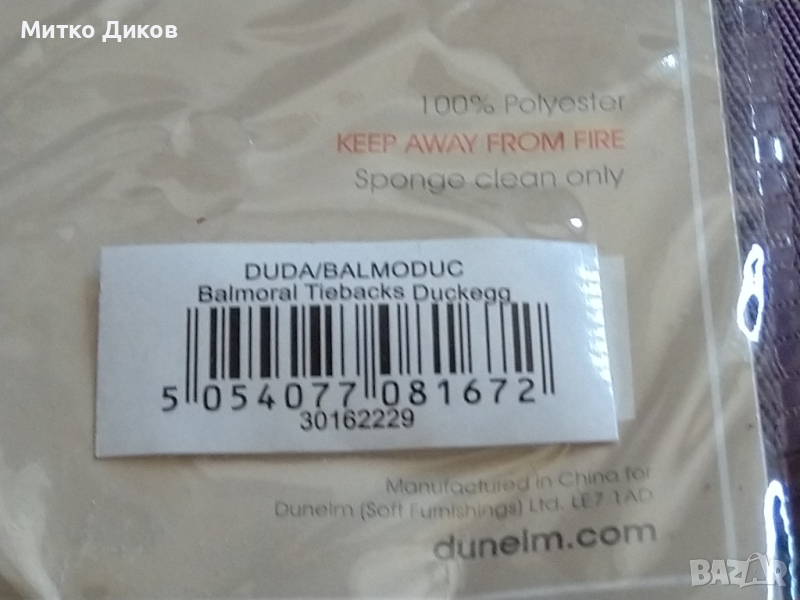 Митко Диков
100% Polyester
KEEP AWAY FROM FIRE
Sponge clean only
DUDA/BALMODUC
Balmoral Tiebacks Duckegg
5 054077 081672
30162229
Manufactured in China for
Dunelm (Soft Furnishings) Ltd. LE7 1AD
dunelm.com
BAZAR